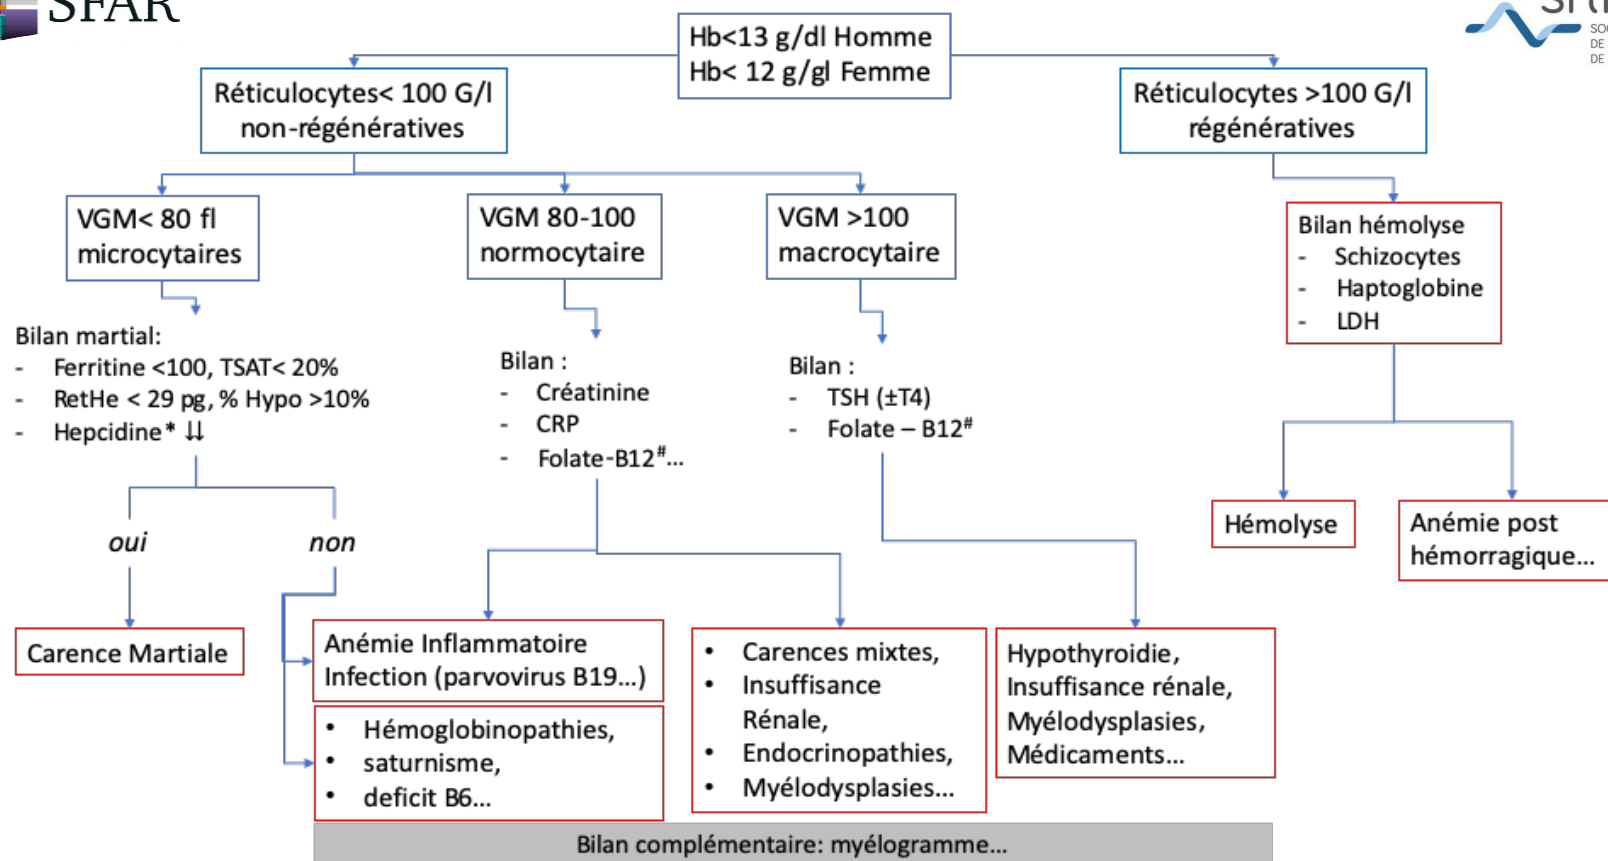 SFAR
SOC
DE
DE
Hb<13 g/dl Homme
Hb< 12 g/gl Femme
Réticulocytes< 100 G/l
non-régénératives
Réticulocytes >100 G/l
régénératives
VGM< 80 fl
microcytaires
VGM 80-100
normocytaire
VGM >100
macrocytaire
Bilan hémolyse
- Schizocytes
- Haptoglobine
- LDH
Bilan martial:
- Ferritine <100, TSAT< 20%
- RetHe < 29 pg, % Hypo >10%
- Hepcidine* ⇊
Bilan :
- Créatinine
- CRP
- Folate-B12#...
Bilan :
- TSH (±T4)
- Folate – B12#
oui
non
Hémolyse
Anémie post
hémorragique...
Carence Martiale
Anémie Inflammatoire
Infection (parvovirus B19...)
• Hémoglobinopathies,
• saturnisme,
• deficit B6...
• Carences mixtes,
• Insuffisance
Rénale,
• Endocrinopathies,
• Myélodysplasies...
Hypothyroidie,
Insuffisance rénale,
Myélodysplasies,
Médicaments...
Bilan complémentaire: myélogramme...